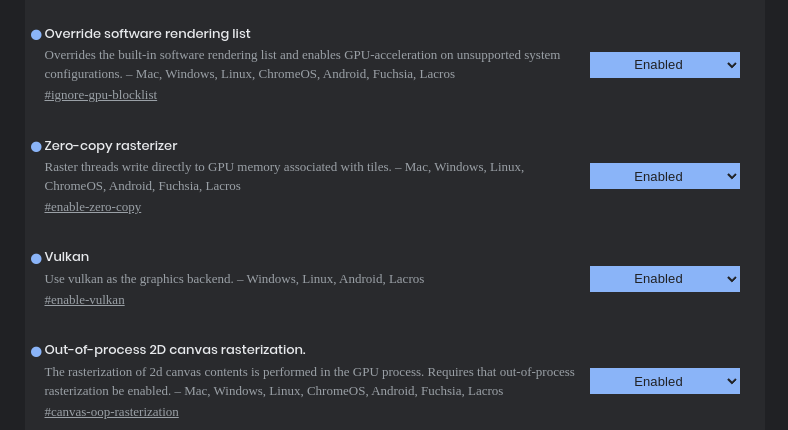 Override software rendering list
Overrides the built-in software rendering list and enables GPU-acceleration on unsupported system
configurations. – Mac, Windows, Linux, ChromeOS, Android, Fuchsia, Lacros
#ignore-gpu-blocklist
Enabled
Zero-copy rasterizer
Raster threads write directly to GPU memory associated with tiles. – Mac, Windows, Linux,
ChromeOS, Android, Fuchsia, Lacros
#enable-zero-copy
Enabled
Vulkan
Use vulkan as the graphics backend. – Windows, Linux, Android, Lacros
#enable-vulkan
Enabled
Out-of-process 2D canvas rasterization.
The rasterization of 2d canvas contents is performed in the GPU process. Requires that out-of-process
rasterization be enabled. – Mac, Windows, Linux, ChromeOS, Android, Fuchsia, Lacros
#canvas-oop-rasterization
Enabled